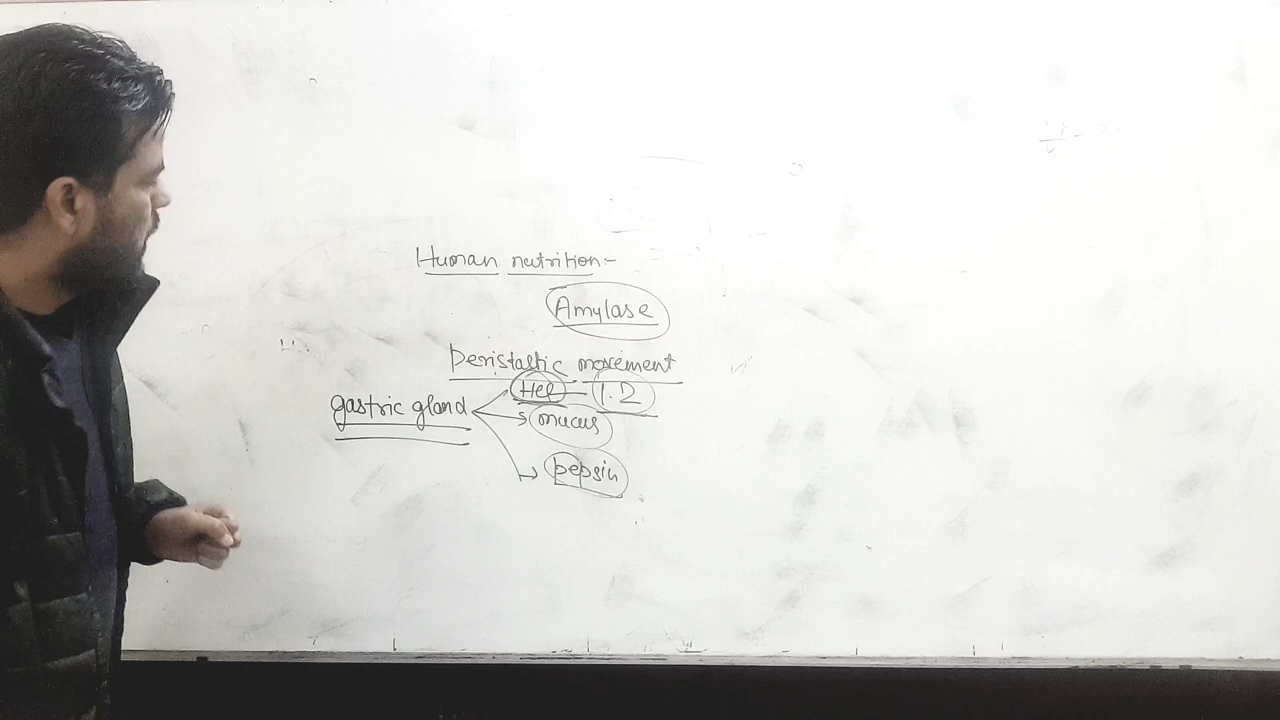 Human nutrition:-
Amylase
Peristaltic movement
Hcl — 1.2
gastric gland
mucus
pepsin